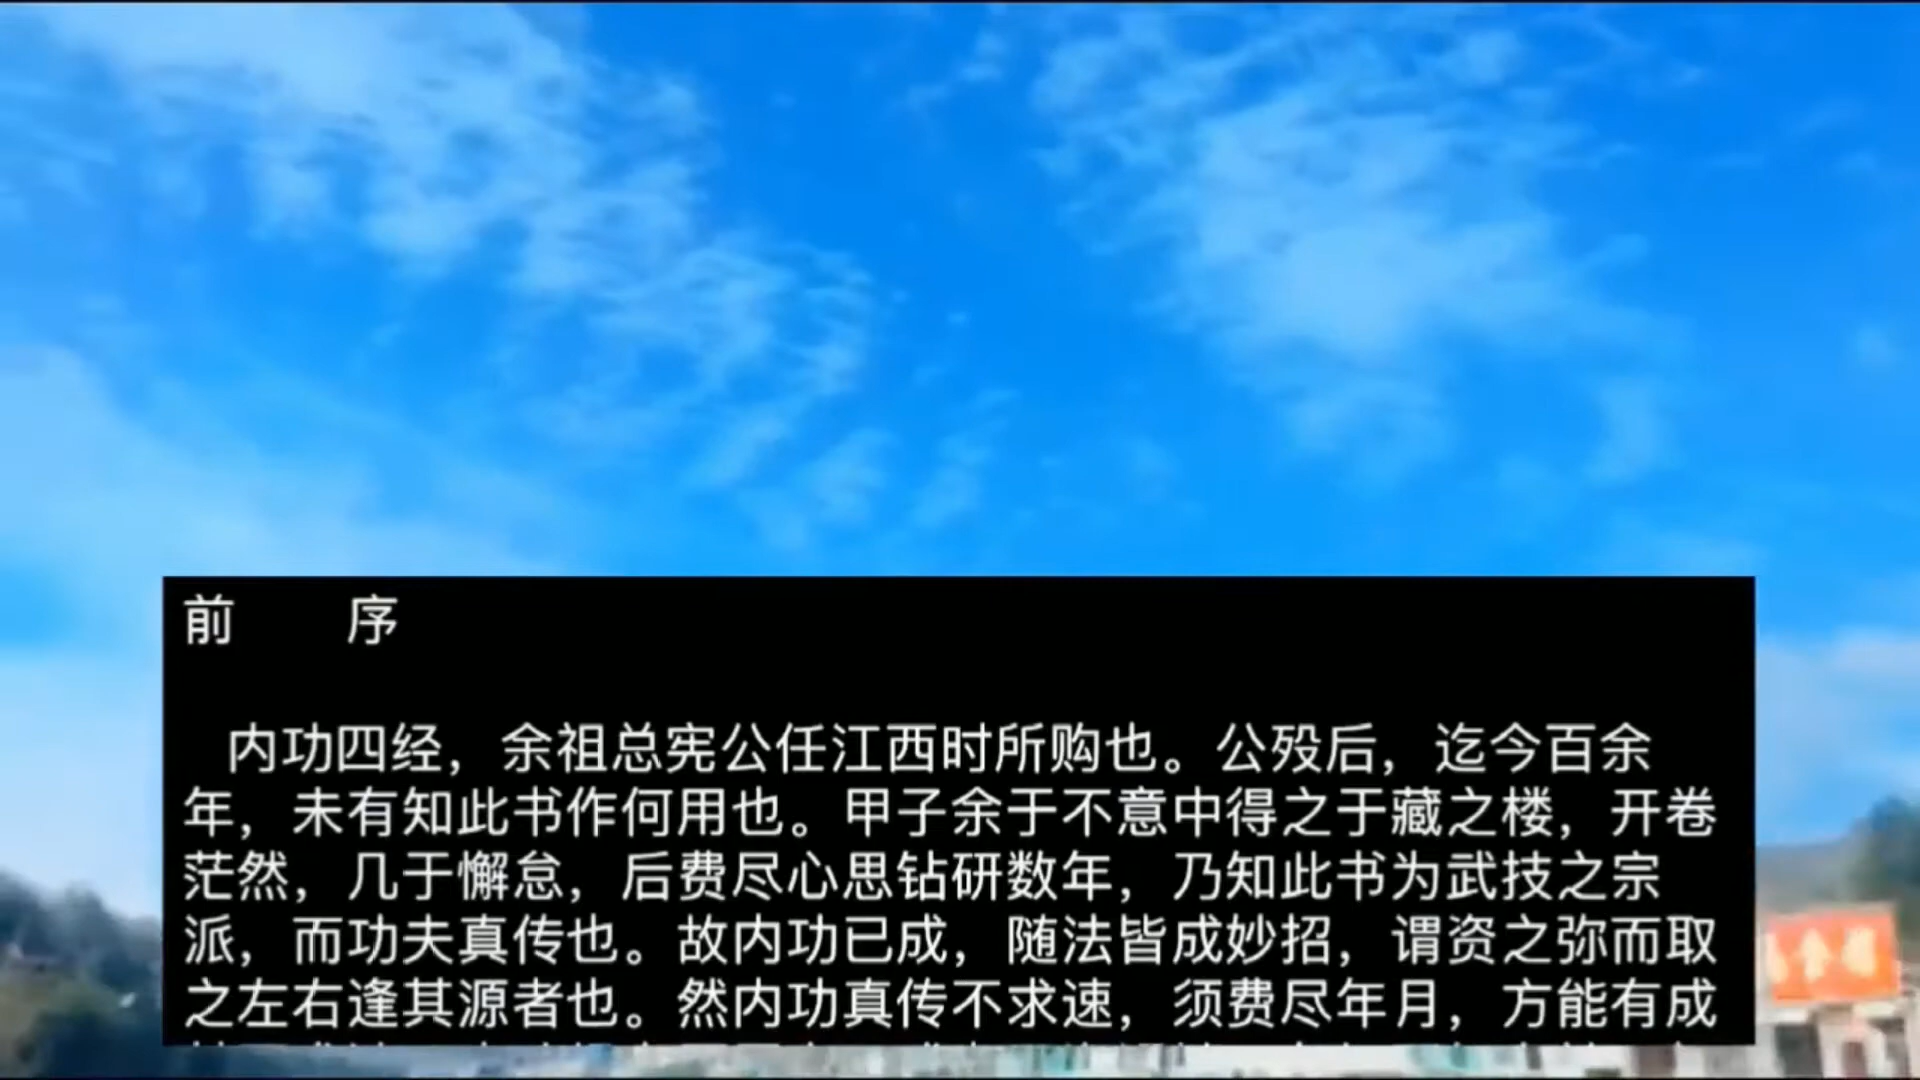 前 序
内功四经，余祖总宪公任江西时所购也。公殁后，迄今百余
年，未有知此书作何用也。甲子余于不意中得之于藏之楼，开卷
茫然，几于懈怠，后费尽心思钻研数年，乃知此书为武技之宗
派，而功夫真传也。故内功已成，随法皆成妙招，谓资之弥而取
之左右逢其源者也。然内功真传不求速，须费尽年月，方能有成